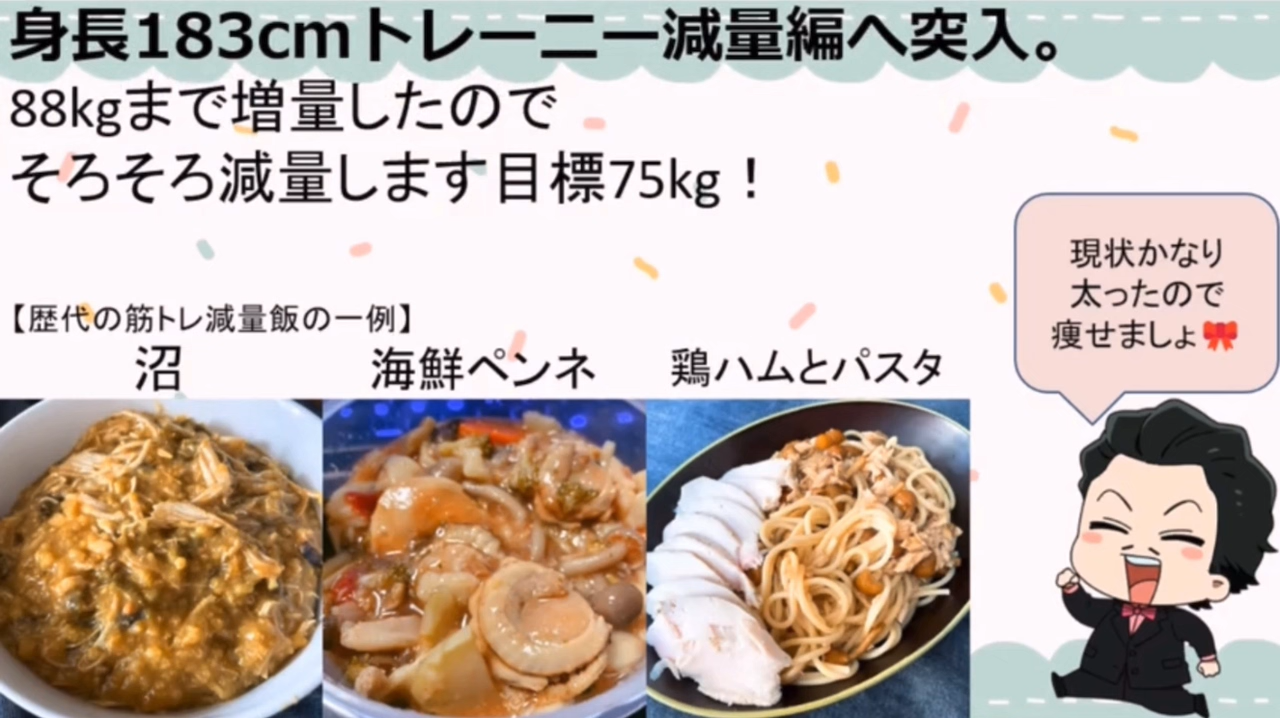 身長183cmトレーニー減量編へ突入。
88kgまで増量したので
そろそろ減量します目標75kg！
現状かなり
太ったので
痩せましょ🎀
【歴代の筋トレ減量飯の一例】
沼
海鮮ペンネ
鶏ハムとパスタ